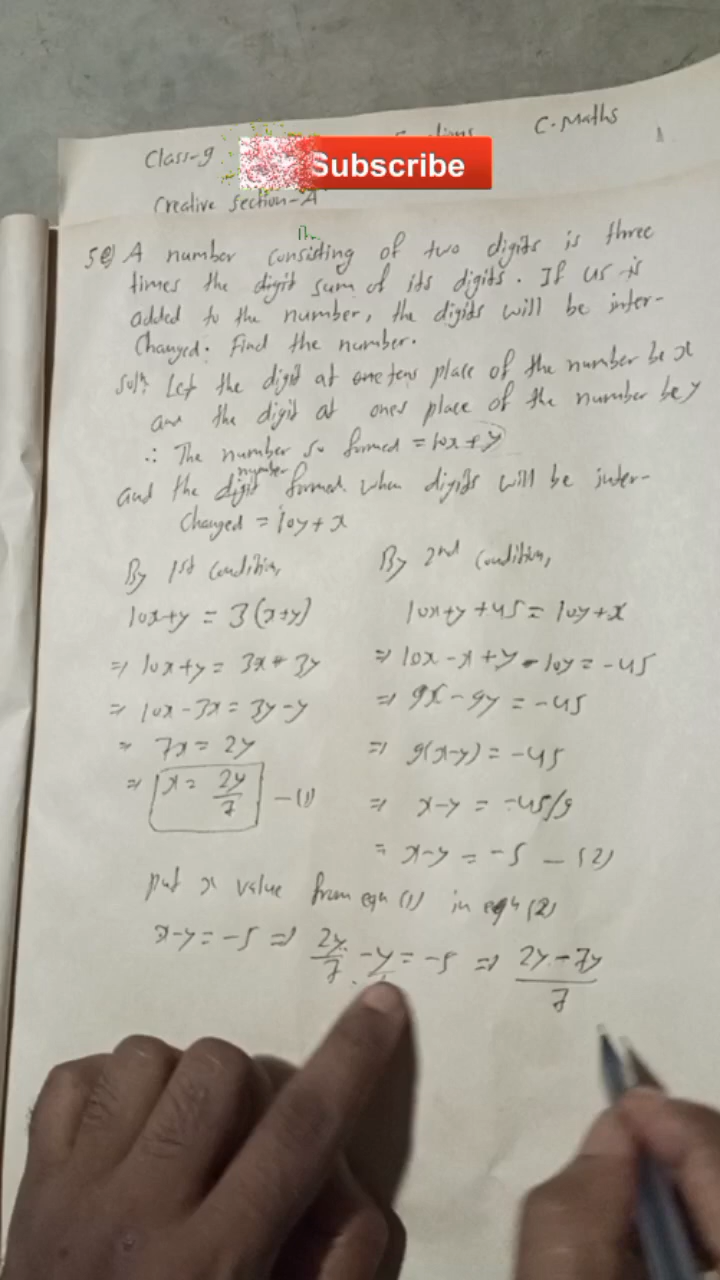 Class-9
C. Maths
Subscribe
Creative section-A
5e) A number consisting of two digits is three
times the digit sum of its digits. If 45 is
added to the number, the digits will be inter-
changed. Find the number.
Soln: Let the digit at one tens place of the number be x
and the digit at ones place of the number be y
∴ The number so formed = 10x+y
number
and the digit formed when digits will be inter-
changed = 10y+x
By 1st condition,
10x+y = 3(x+y)
⇒ 10x+y = 3x+3y
⇒ 10x-3x = 3y-y
⇒ 7x = 2y
⇒ x = 2y/7 -(1)
By 2nd condition,
10x+y+45 = 10y+x
⇒ 10x-x+y-10y = -45
⇒ 9x-9y = -45
⇒ 9(x-y) = -45
⇒ x-y = -45/9
= x-y = -5 -(2)
put x value from eqn (1) in eqn (2)
x-y = -5 ⇒ 2y/7 - y = -5 ⇒ 2y-7y/7